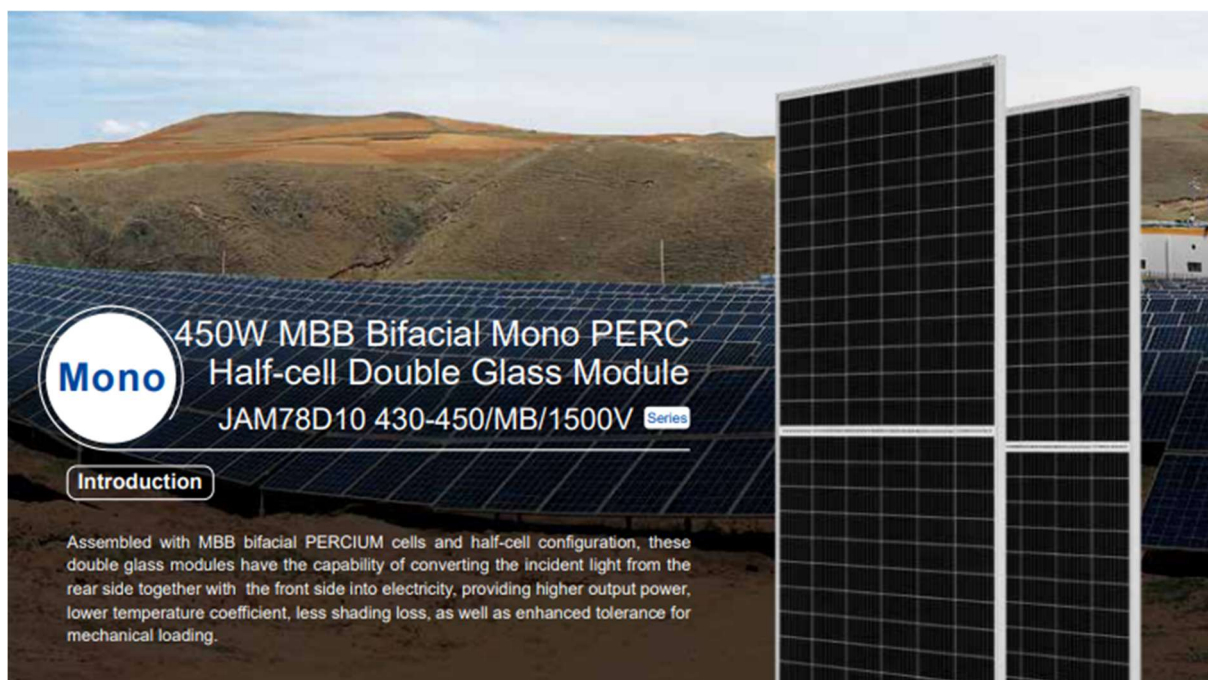 450W MBB Bifacial Mono PERC
Half-cell Double Glass Module
Mono
JAM78D10 430-450/MB/1500V Series
Introduction
Assembled with MBB bifacial PERCIUM cells and half-cell configuration, these
double glass modules have the capability of converting the incident light from the
rear side together with the front side into electricity, providing higher output power,
lower temperature coefficient, less shading loss, as well as enhanced tolerance for
mechanical loading.